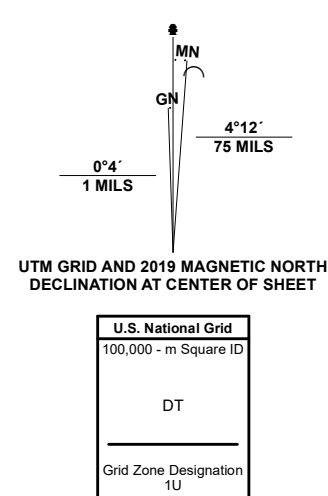 MN
GN
4°12´
75 MILS
0°4´
1 MILS
UTM GRID AND 2019 MAGNETIC NORTH
DECLINATION AT CENTER OF SHEET
U.S. National Grid
100,000 - m Square ID
DT
Grid Zone Designation
1U